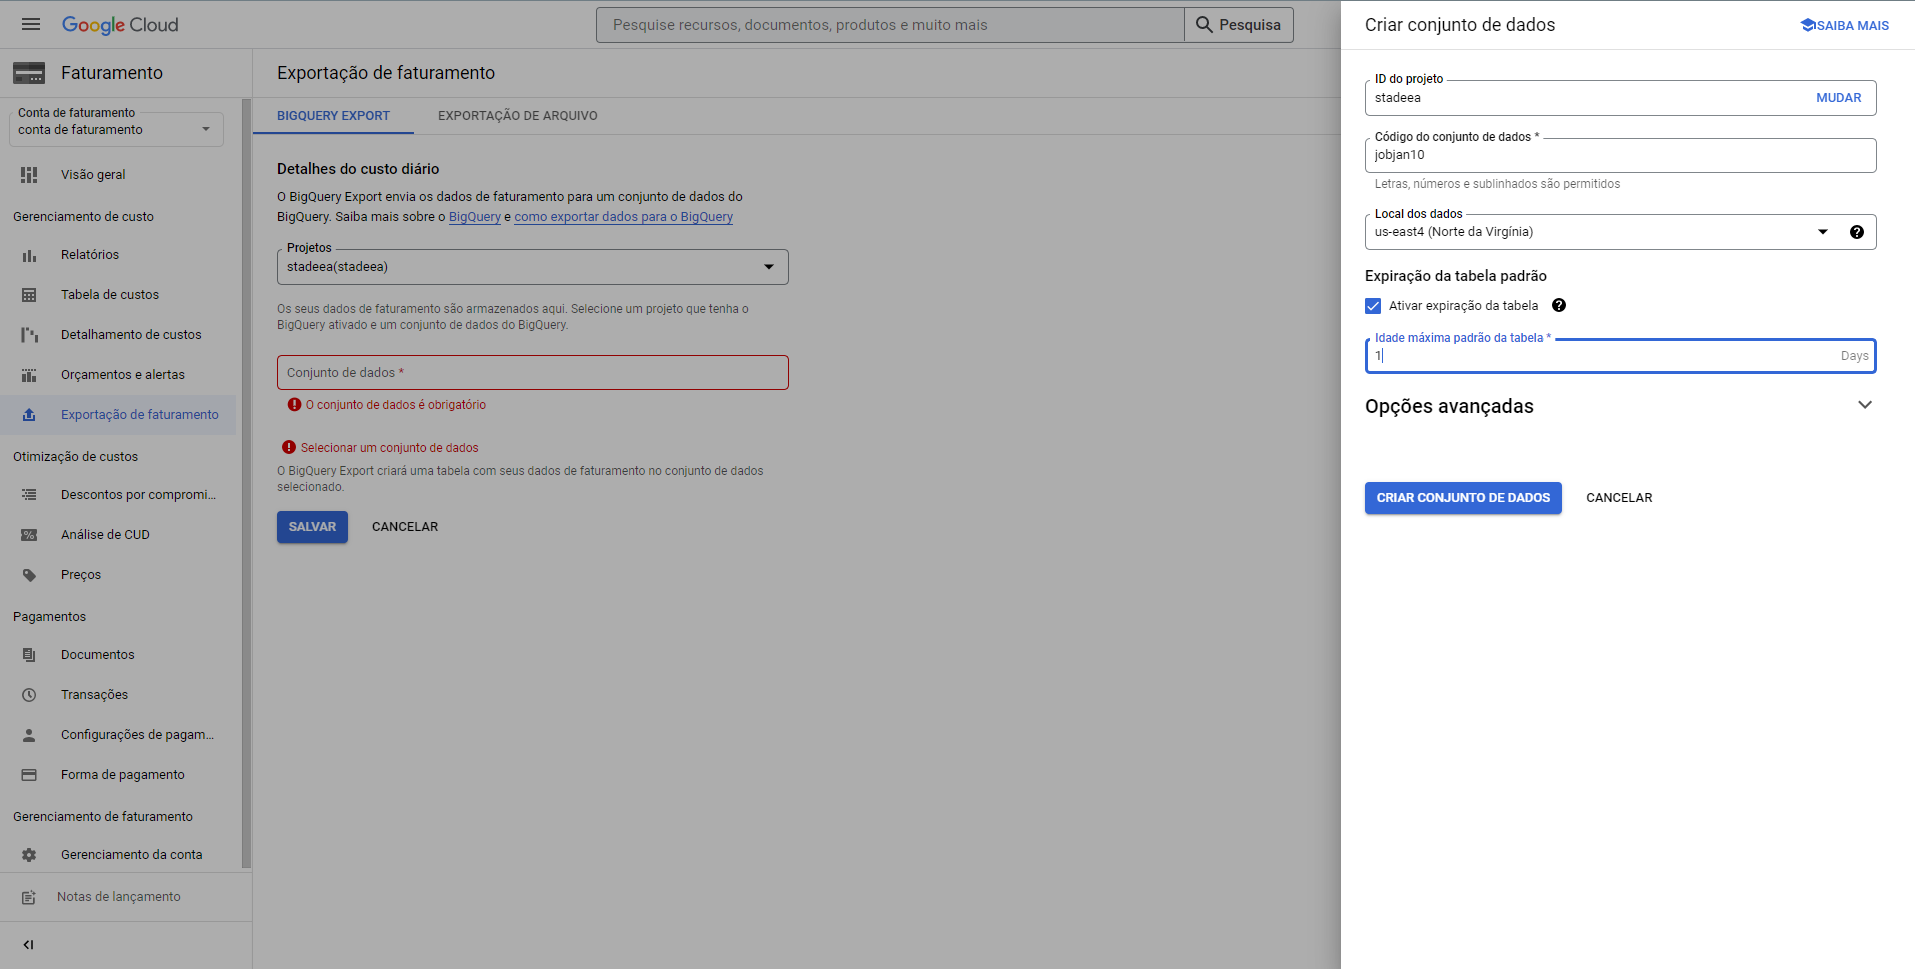 Google Cloud
Pesquise recursos, documentos, produtos e muito mais
Pesquisa
Faturamento
Conta de faturamento
conta de faturamento
Visão geral
Gerenciamento de custo
Relatórios
Tabela de custos
Detalhamento de custos
Orçamentos e alertas
Exportação de faturamento
Otimização de custos
Descontos por compromi...
Análise de CUD
Preços
Pagamentos
Documentos
Transações
Configurações de pagam...
Forma de pagamento
Gerenciamento de faturamento
Gerenciamento da conta
Notas de lançamento
Exportação de faturamento
BIGQUERY EXPORT
EXPORTAÇÃO DE ARQUIVO
Detalhes do custo diário
O BigQuery Export envia os dados de faturamento para um conjunto de dados do
BigQuery. Saiba mais sobre o BigQuery e como exportar dados para o BigQuery
Projetos
stadeea(stadeea)
Os seus dados de faturamento são armazenados aqui. Selecione um projeto que tenha o
BigQuery ativado e um conjunto de dados do BigQuery.
Conjunto de dados *
O conjunto de dados é obrigatório
Selecionar um conjunto de dados
O BigQuery Export criará uma tabela com seus dados de faturamento no conjunto de dados
selecionado.
SALVAR
CANCELAR
Criar conjunto de dados
SAIBA MAIS
ID do projeto
stadeea
MUDAR
Código do conjunto de dados *
jobjan10
Letras, números e sublinhados são permitidos
Local dos dados
us-east4 (Norte da Virgínia)
Expiração da tabela padrão
Ativar expiração da tabela
Idade máxima padrão da tabela *
1
Days
Opções avançadas
CRIAR CONJUNTO DE DADOS
CANCELAR